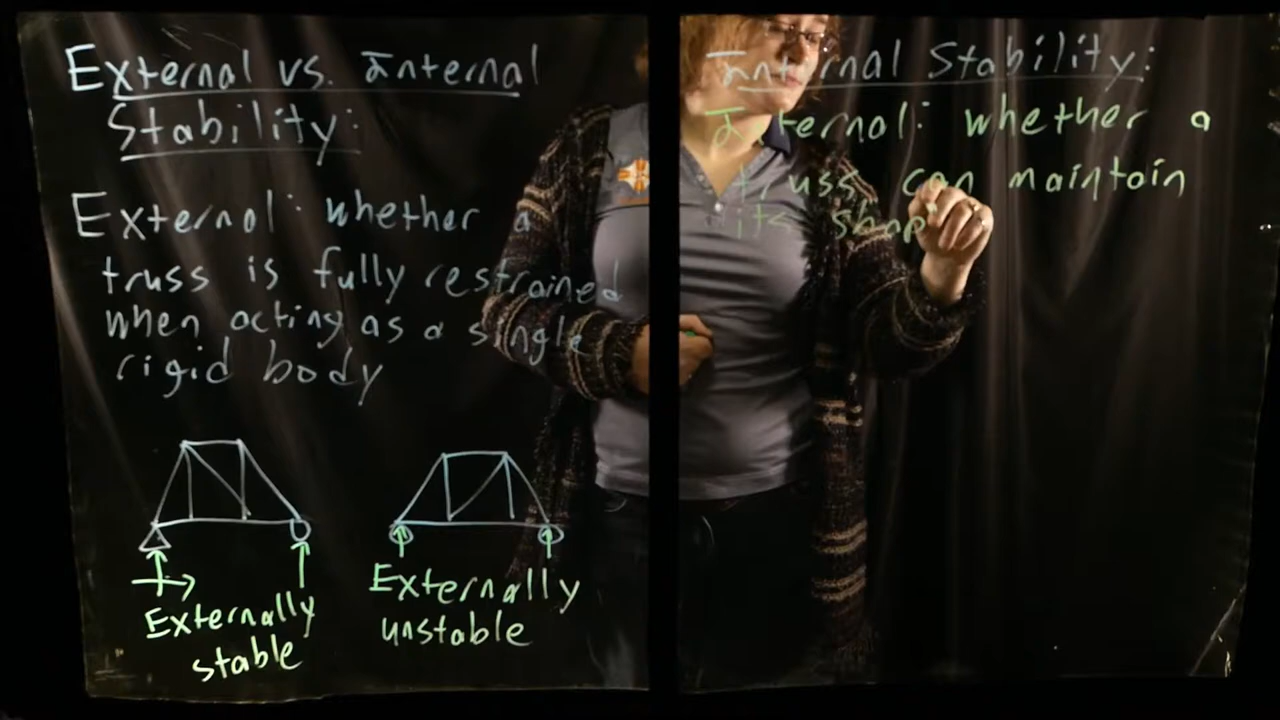 External vs. Internal
Stability:
External: whether a
truss is fully restrained
when acting as a single
rigid body
Externally
stable
Externally
unstable
Internal Stability:
Internal: whether a
truss can maintain
its shap